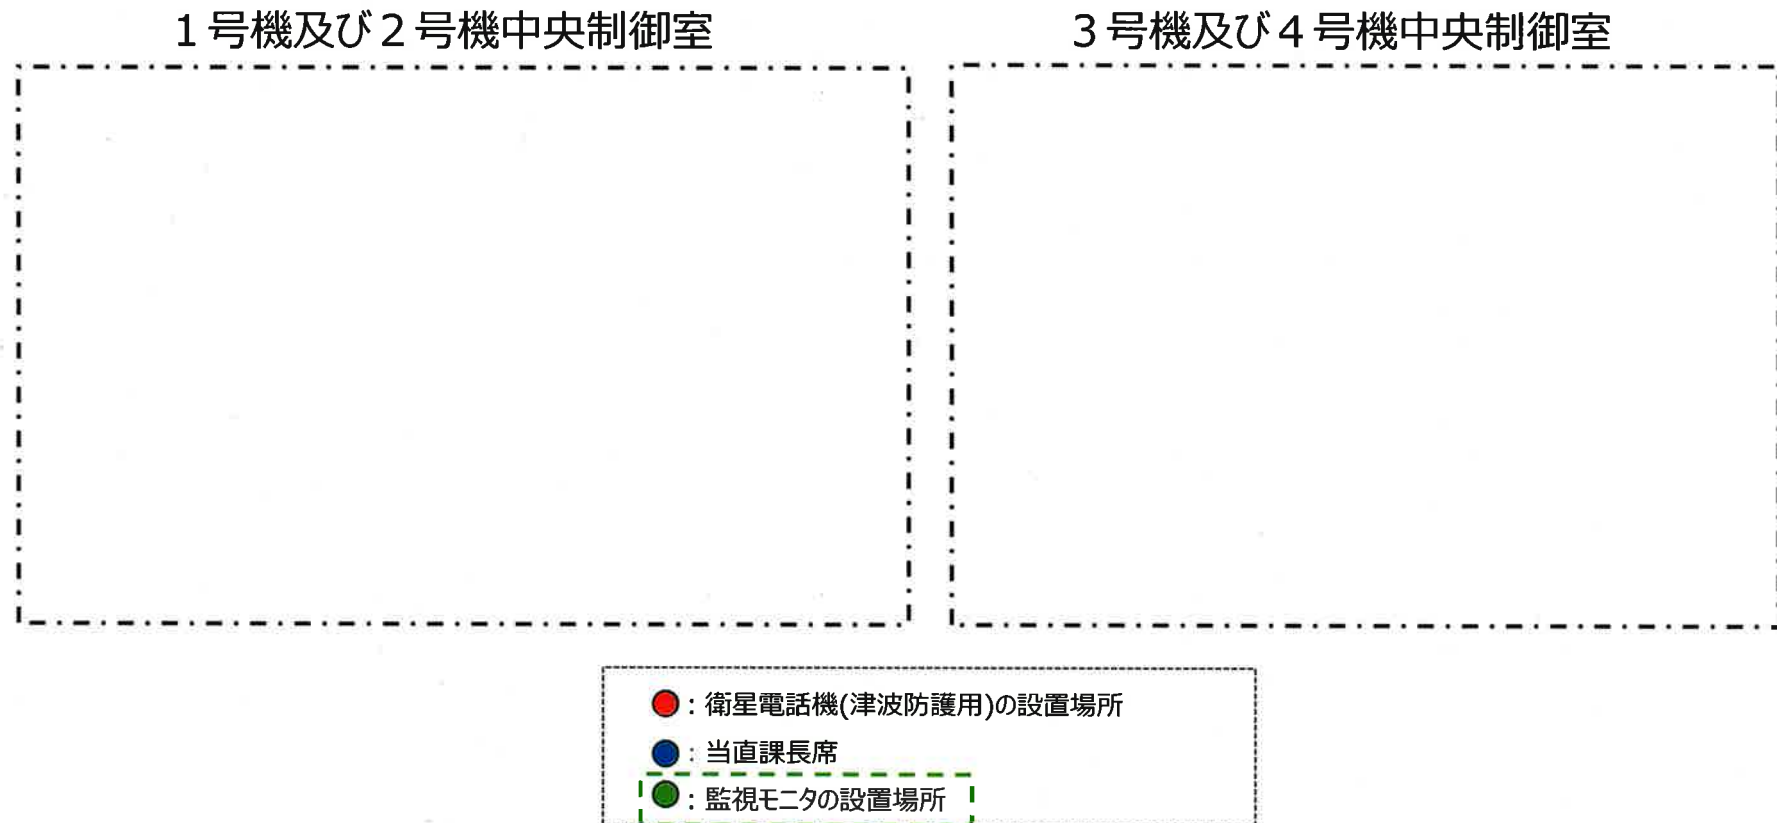 １号機及び２号機中央制御室
３号機及び４号機中央制御室
：衛星電話機(津波防護用)の設置場所
：当直課長席
：監視モニタの設置場所